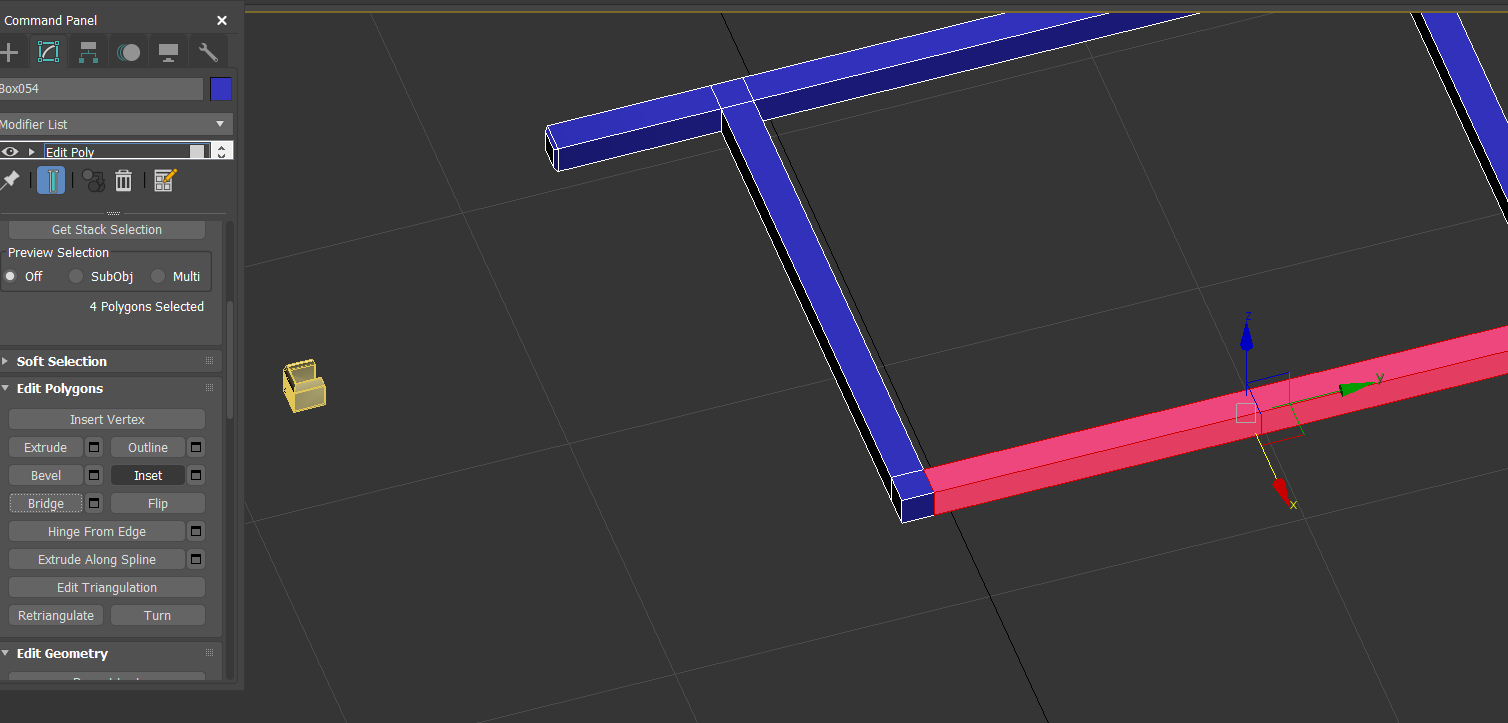 Command Panel
Box054
Modifier List
Edit Poly
Get Stack Selection
Preview Selection
Off SubObj Multi
4 Polygons Selected
Soft Selection
Edit Polygons
Insert Vertex
Extrude Outline
Bevel Inset
Bridge Flip
Hinge From Edge
Extrude Along Spline
Edit Triangulation
Retriangulate Turn
Edit Geometry
z
y
x